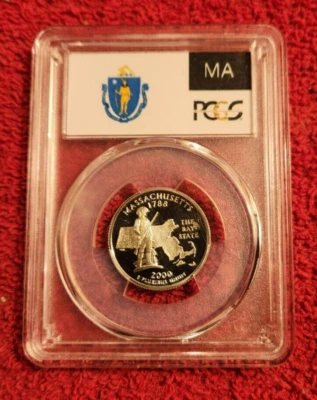 MA
PCGS
MASSACHUSETTS
1788
THE
BAY
STATE
2000
E PLURIBUS UNUM